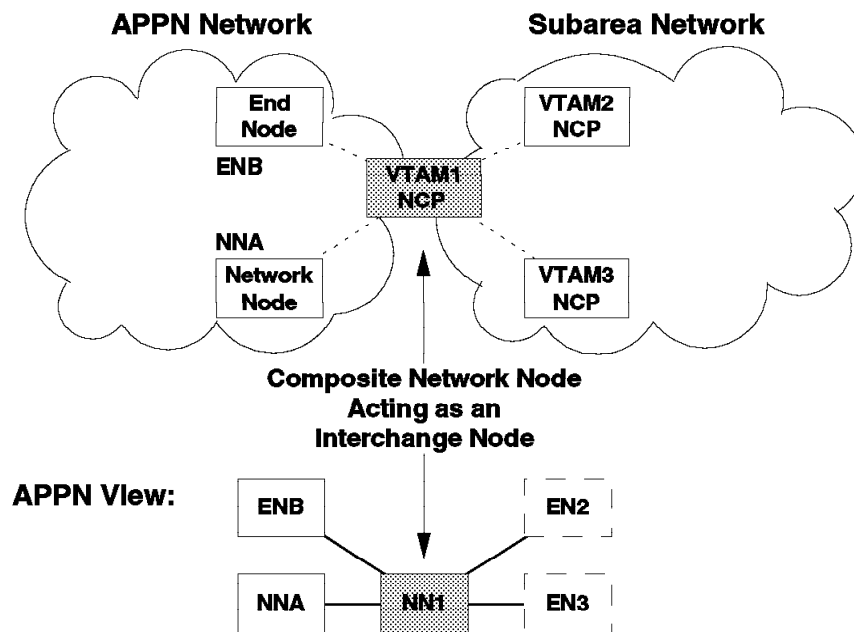 APPN Network
Subarea Network
End
Node
VTAM2
NCP
ENB
VTAM1
NCP
NNA
Network
Node
VTAM3
NCP
Composite Network Node
Acting as an
Interchange Node
APPN View:
ENB
EN2
NNA
NN1
EN3